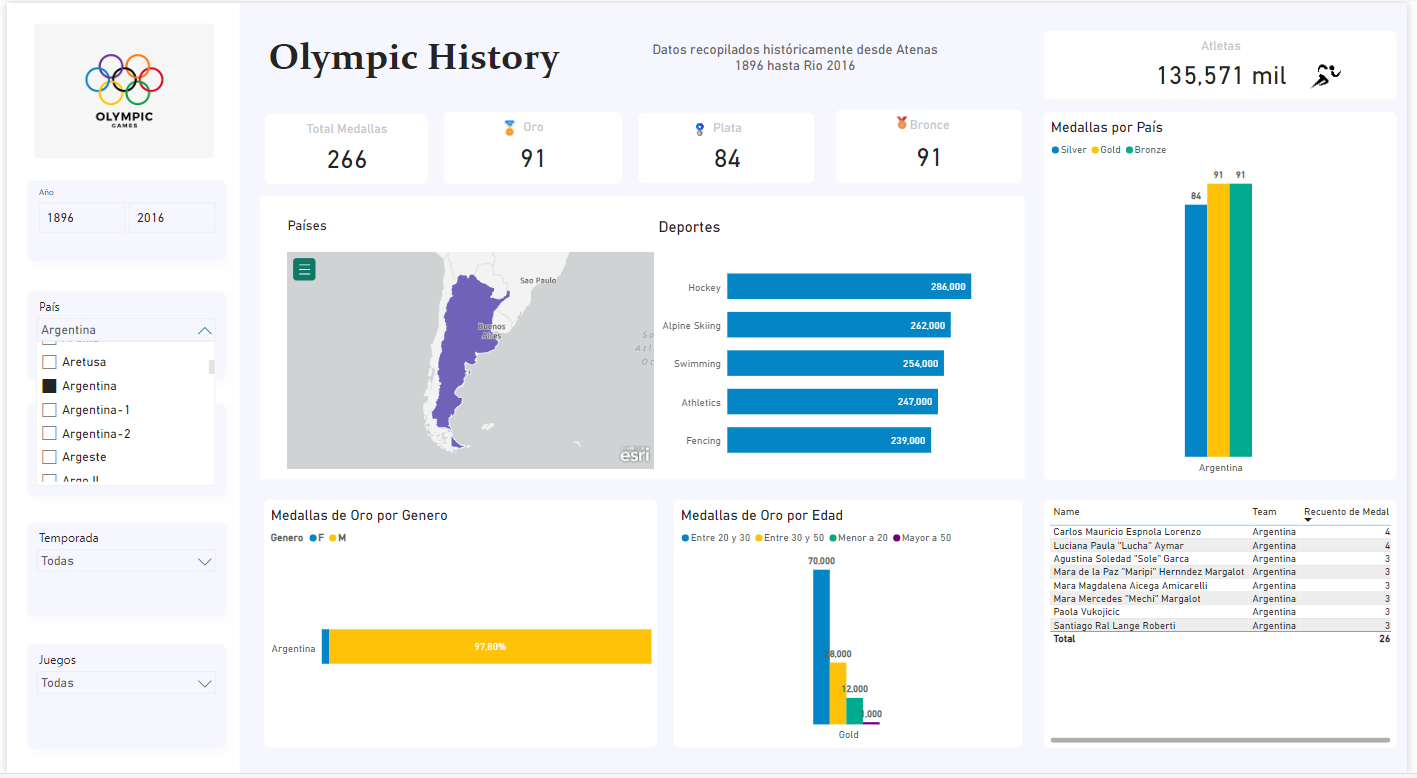 OLYMPIC
GAMES
Olympic History
Datos recopilados históricamente desde Atenas
1896 hasta Rio 2016
Atletas
135,571 mil
Total Medallas
266
Oro
91
Plata
84
Bronce
91
Año
1896
2016
País
Argentina
Aretusa
Argentina
Argentina-1
Argentina-2
Argeste
Argo II
Temporada
Todas
Juegos
Todas
Países
Sao Paulo
Buenos
Aires
esri
Deportes
Hockey 286,000
Alpine Skiing 262,000
Swimming 254,000
Athletics 247,000
Fencing 239,000
Medallas por País
Silver Gold Bronze
84 91 91
Argentina
Medallas de Oro por Genero
Genero F M
Argentina 97,80%
Medallas de Oro por Edad
Entre 20 y 30 Entre 30 y 50 Menor a 20 Mayor a 50
70,000
28,000
12,000
1,000
Gold
Name Team Recuento de Medal
Carlos Mauricio Espnola Lorenzo Argentina 4
Luciana Paula "Lucha" Aymar Argentina 4
Agustina Soledad "Sole" Garca Argentina 3
Mara de la Paz "Maripi" Hernndez Margalot Argentina 3
Mara Magdalena Aicega Amicarelli Argentina 3
Mara Mercedes "Mechi" Margalot Argentina 3
Paola Vukojicic Argentina 3
Santiago Ral Lange Roberti Argentina 3
Total 26